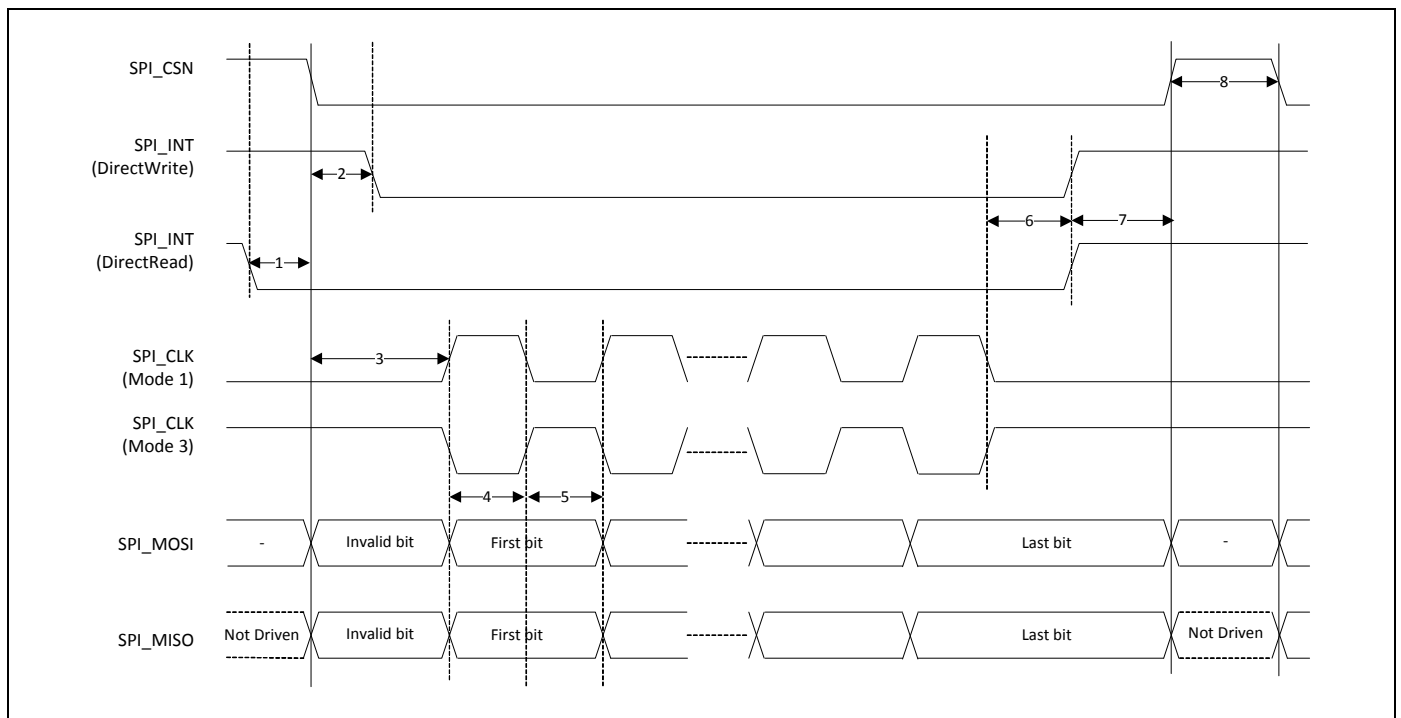 SPI_CSN
8
SPI_INT
(DirectWrite)
2
6
7
SPI_INT
(DirectRead)
1
SPI_CLK
(Mode 1)
3
SPI_CLK
(Mode 3)
4
5
SPI_MOSI
-
Invalid bit
First bit
Last bit
-
SPI_MISO
Not Driven
Invalid bit
First bit
Last bit
Not Driven